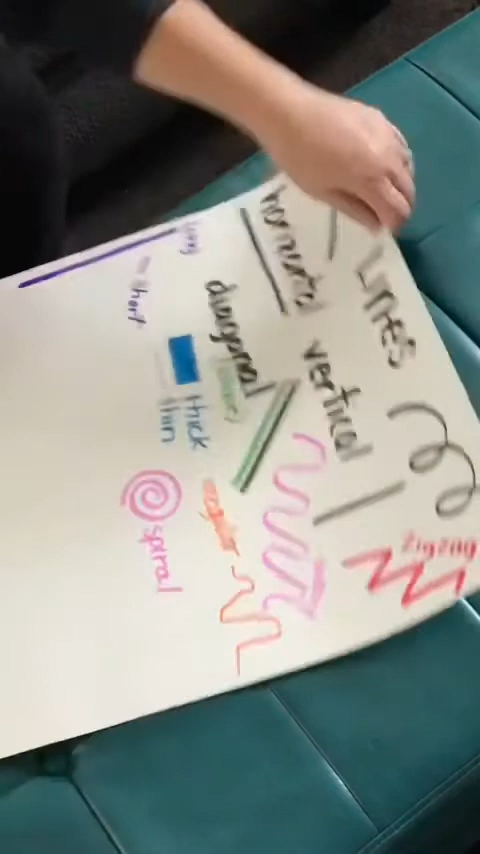 Lines
horizontal
vertical
diagonal
zigzag
long
short
thick
thin
spiral